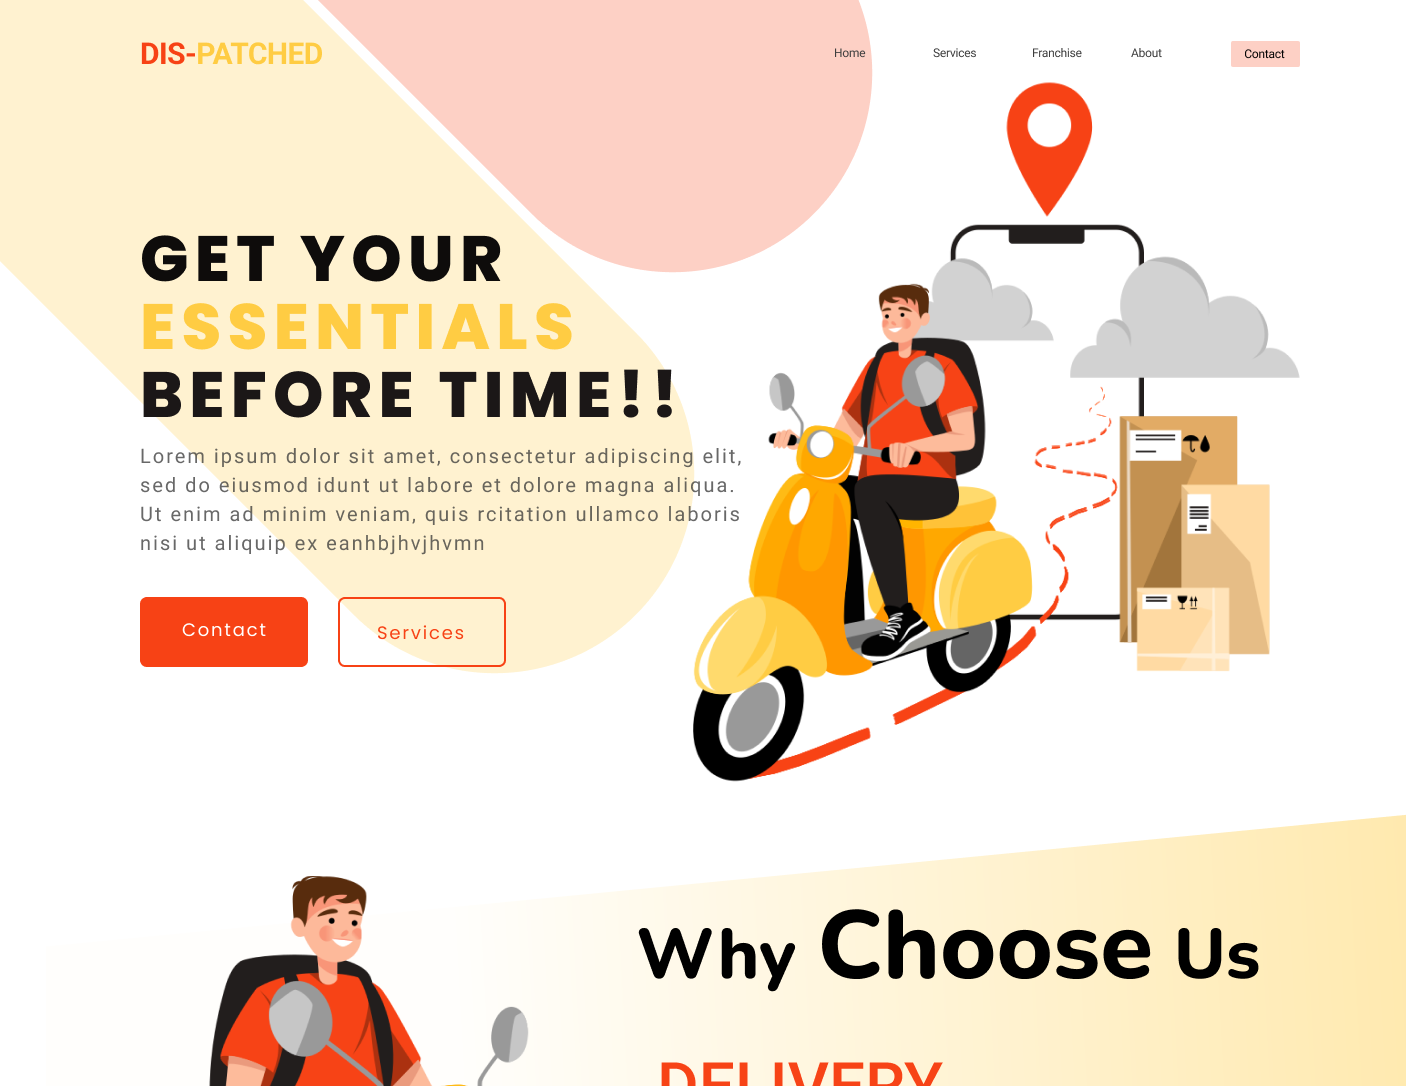 DIS-PATCHED
Home Services Franchise About Contact
GET YOUR
ESSENTIALS
BEFORE TIME!!
Lorem ipsum dolor sit amet, consectetur adipiscing elit,
sed do eiusmod idunt ut labore et dolore magna aliqua.
Ut enim ad minim veniam, quis rcitation ullamco laboris
nisi ut aliquip ex eanhbjhvjhvmn
Contact Services
Why Choose Us
DELIVERY